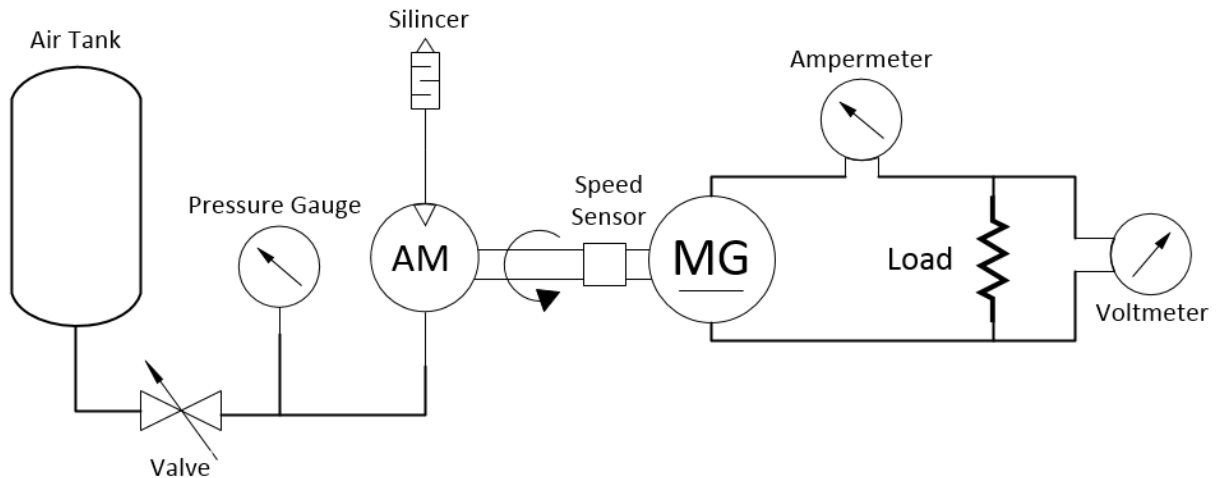 Silincer
Air Tank
Ampermeter
Speed
Sensor
Pressure Gauge
AM
MG
Load
Voltmeter
Valve